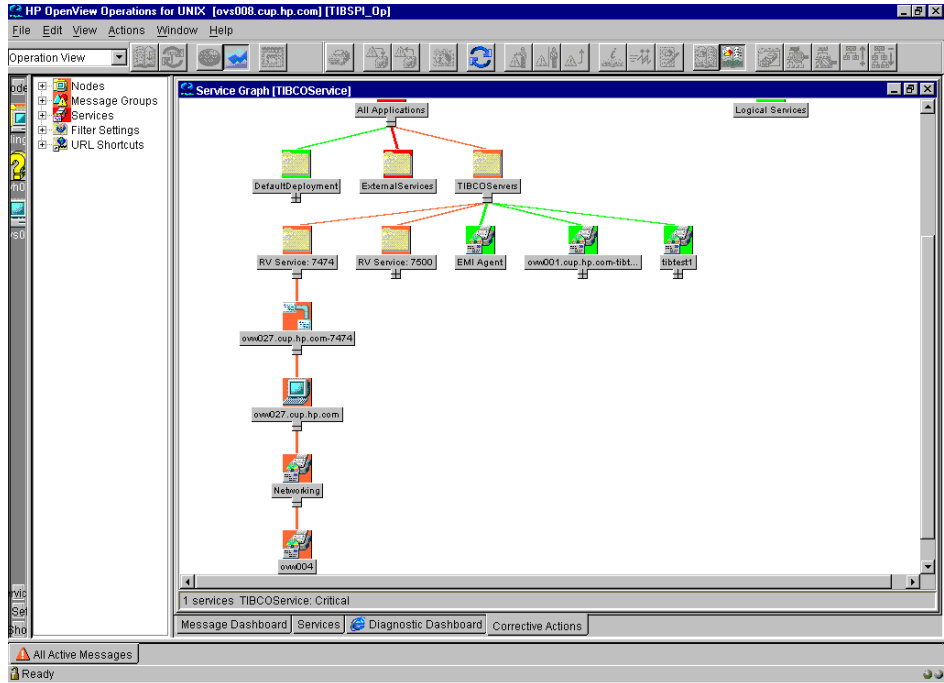 HP OpenView Operations for UNIX [ovs008.cup.hp.com] [TIBSPI_Op]
File Edit View Actions Window Help
Operation View
Nodes
Message Groups
Services
Filter Settings
URL Shortcuts
Service Graph [TIBCOService]
All Applications
Logical Services
DefaultDeployment
ExternalServices
TIBCOServers
RV Service: 7474
RV Service: 7500
EMI Agent
ovw001.cup.hp.com-tibt...
tibtest1
ovw027.cup.hp.com-7474
ovw027.cup.hp.com
Networking
ovw004
1 services TIBCOService: Critical
Message Dashboard
Services
Diagnostic Dashboard
Corrective Actions
All Active Messages
Ready